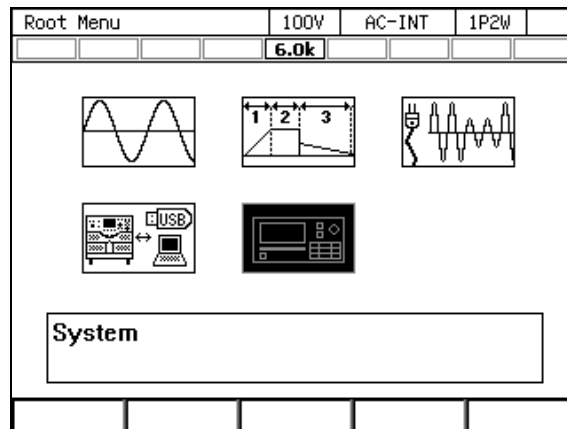 Root Menu 100V AC-INT 1P2W
6.0k
1 2 3
USB
System